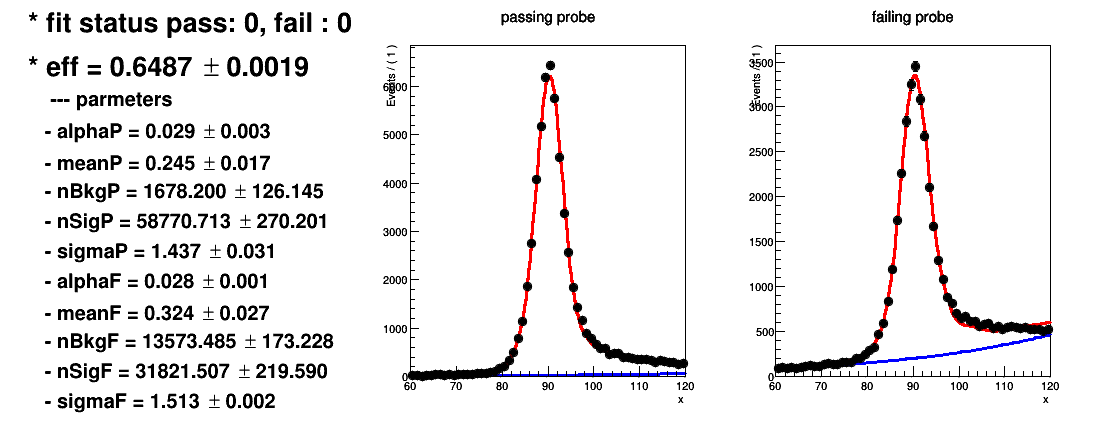 * fit status pass: 0, fail : 0
* eff = 0.6487 ± 0.0019
--- parmeters
- alphaP = 0.029 ± 0.003
- meanP = 0.245 ± 0.017
- nBkgP = 1678.200 ± 126.145
- nSigP = 58770.713 ± 270.201
- sigmaP = 1.437 ± 0.031
- alphaF = 0.028 ± 0.001
- meanF = 0.324 ± 0.027
- nBkgF = 13573.485 ± 173.228
- nSigF = 31821.507 ± 219.590
- sigmaF = 1.513 ± 0.002
passing probe
Events / ( 1 )
6000
5000
4000
3000
2000
1000
0
60 70 80 90 100 110 120
x
failing probe
Events / ( 1 )
3500
3000
2500
2000
1500
1000
500
0
60 70 80 90 100 110 120
x